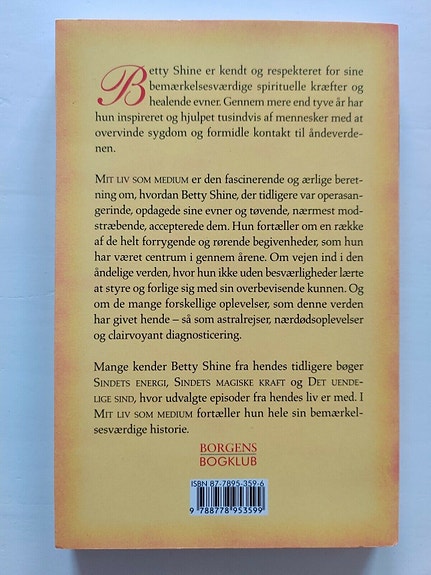 Betty Shine er kendt og respekteret for sine
bemærkelsesværdige spirituelle kræfter og
healende evner. Gennem mere end tyve år har
hun inspireret og hjulpet tusindvis af mennesker med at
overvinde sygdom og formidle kontakt til åndeverde-
nen.
MIT LIV SOM MEDIUM er den fascinerende og ærlige beret-
ning om, hvordan Betty Shine, der tidligere var operasan-
gerinde, opdagede sine evner og tøvende, nærmest mod-
stræbende, accepterede dem. Hun fortæller om en række
af de helt forrygende og rørende begivenheder, som hun
har været centrum i gennem årene. Om vejen ind i den
åndelige verden, hvor hun ikke uden besværligheder lærte
at styre og forlige sig med sin overbevisende kunnen. Og
om de mange forskellige oplevelser, som denne verden
har givet hende – så som astralrejser, nærdødsoplevelser
og clairvoyant diagnosticering.
Mange kender Betty Shine fra hendes tidligere bøger
SINDETS ENERGI, SINDETS MAGISKE KRAFT og DET UENDE-
LIGE SIND, hvor udvalgte episoder fra hendes liv er med. I
MIT LIV SOM MEDIUM fortæller hun hele sin bemærkel-
sesværdige historie.
BORGENS
BOGKLUB
ISBN 87-7895-359-6
9 788778 953599